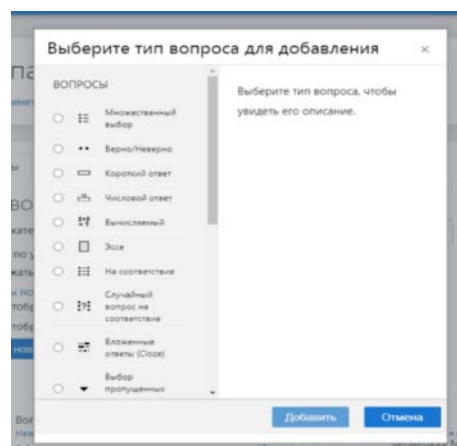 Выберите тип вопроса для добавления
×
ВОПРОСЫ
Множественный
выбор
Верно/Неверно
Короткий ответ
Числовой ответ
Вычисляемый
Эссе
На соответствие
Случайный
вопрос на
соответствие
Вложенные
ответы (Cloze)
Выбор
пропущенных
Выберите тип вопроса, чтобы
увидеть его описание.
Добавить
Отмена